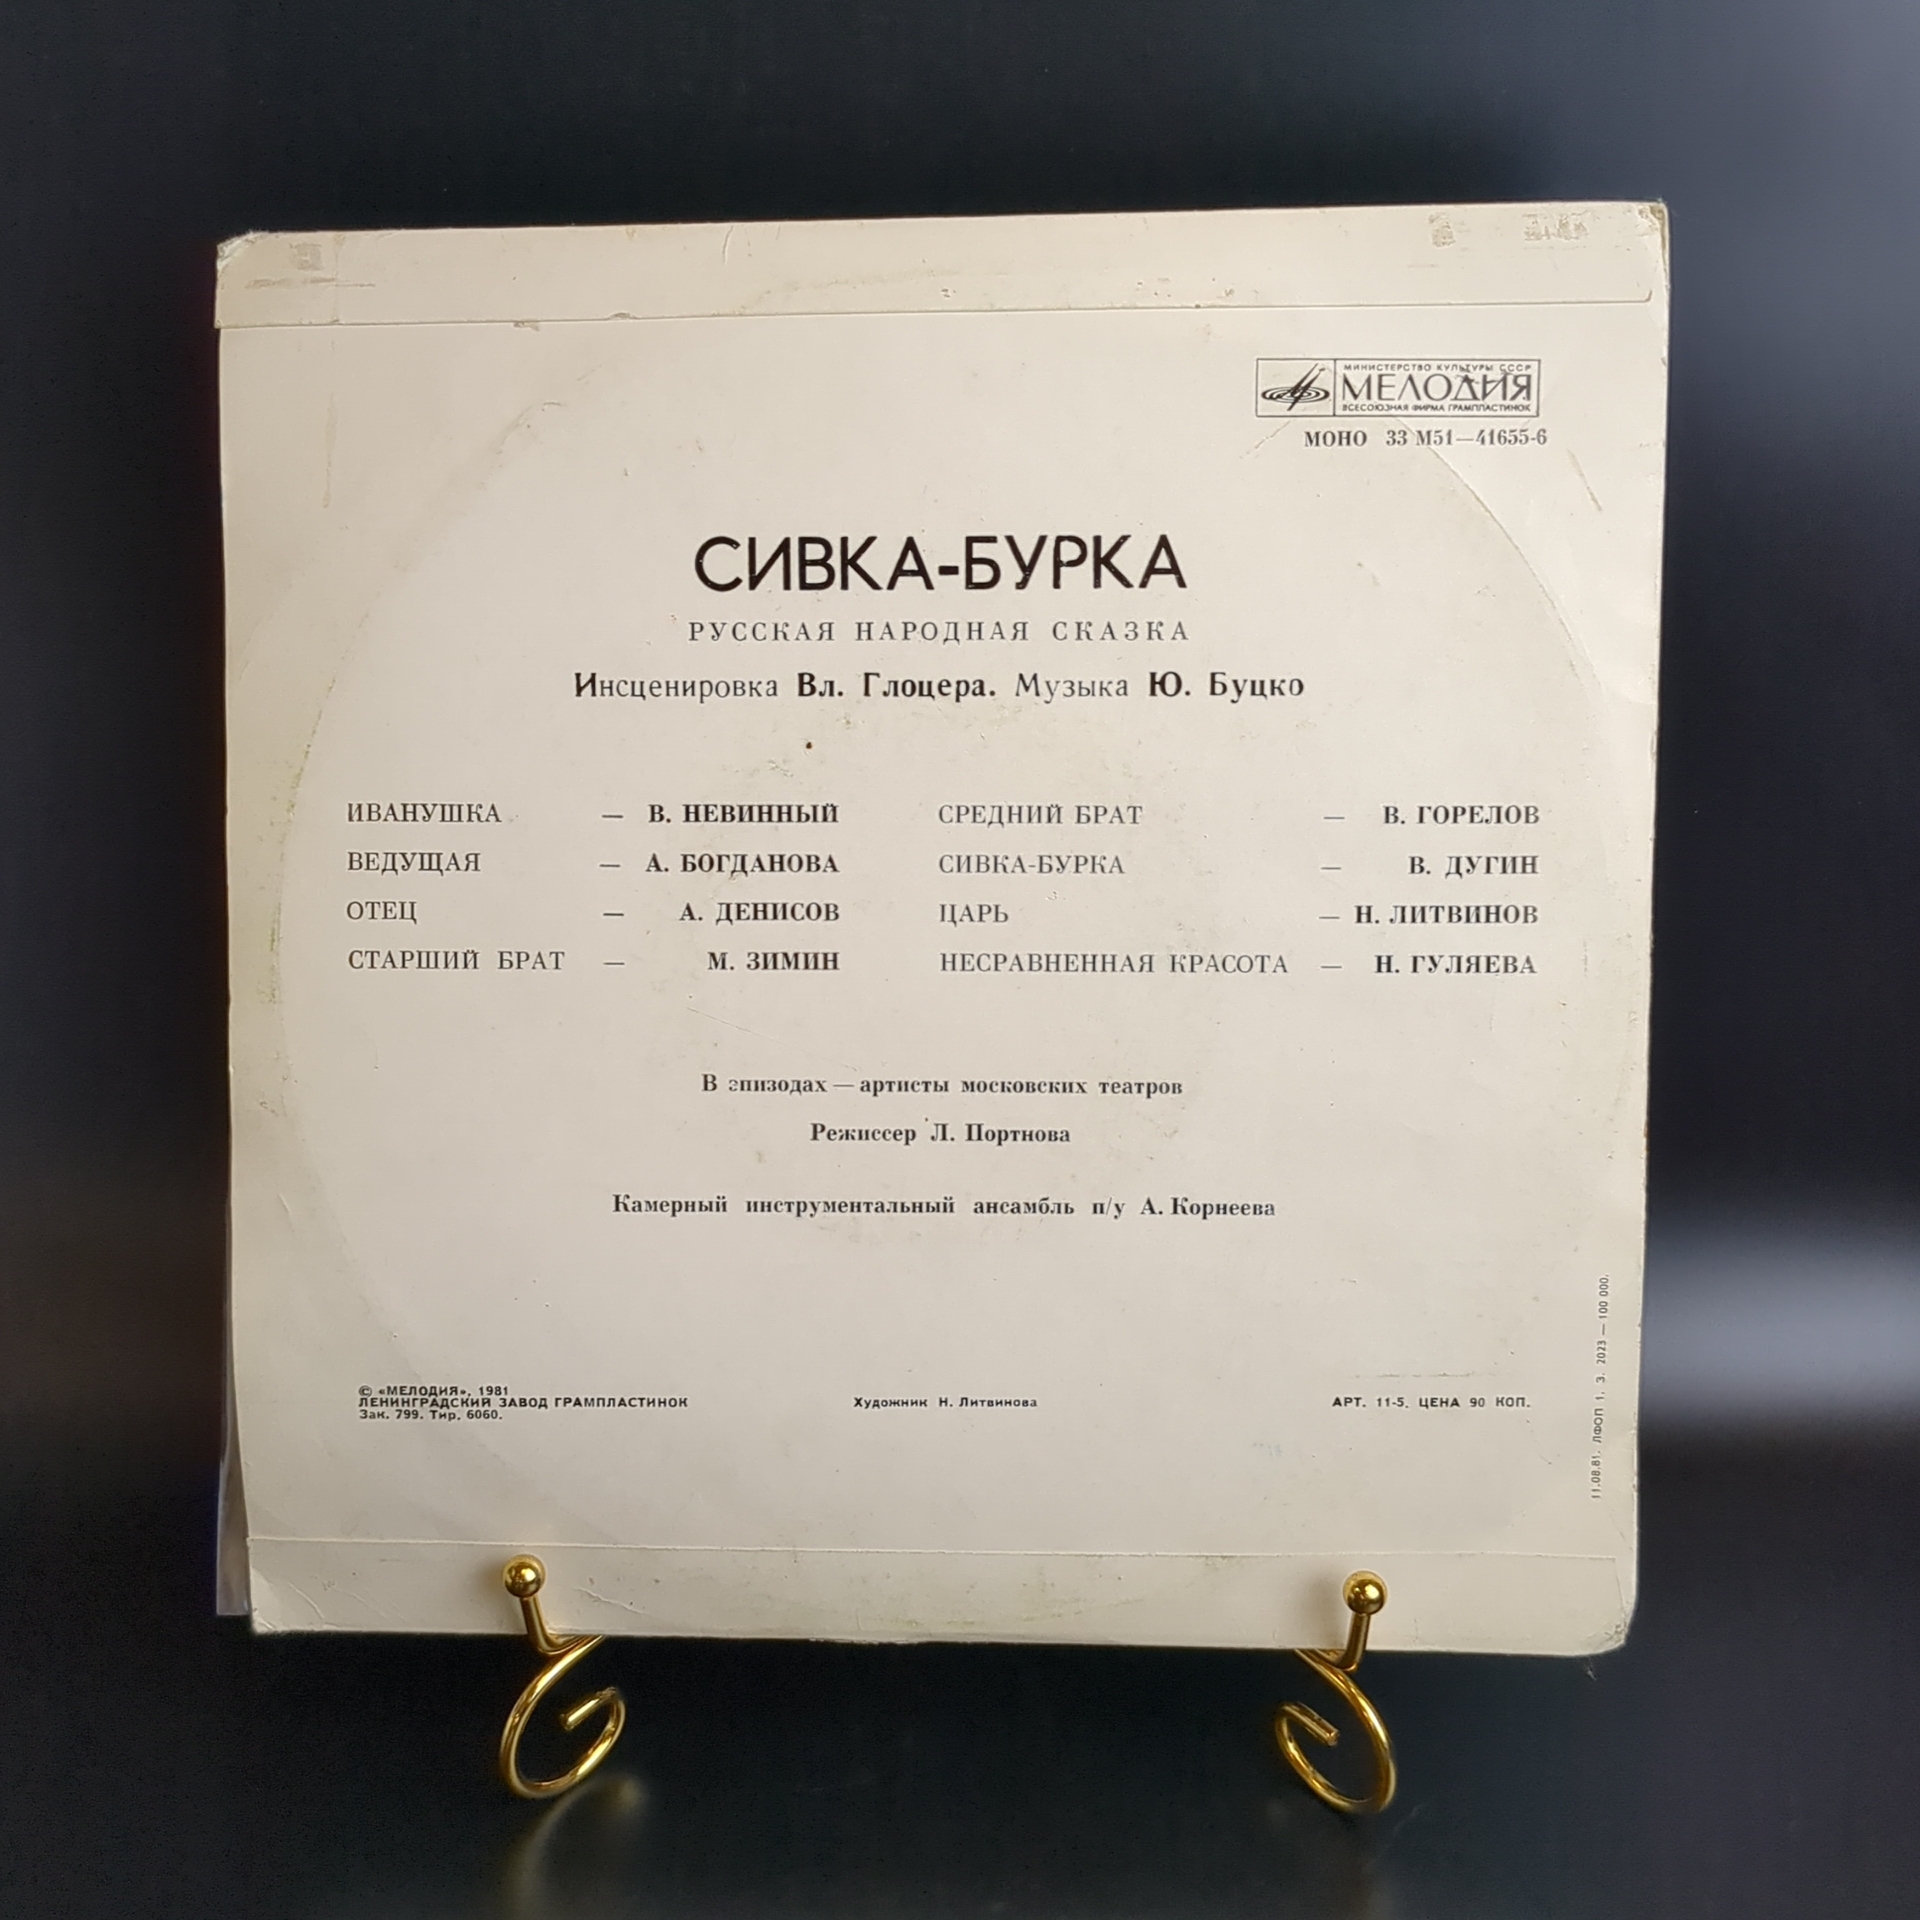 МИНИСТЕРСТВО КУЛЬТУРЫ СССР
МЕЛОДИЯ
ВСЕСОЮЗНАЯ ФИРМА ГРАМПЛАСТИНОК
МОНО 33 М51—41655-6
СИВКА-БУРКА
РУССКАЯ НАРОДНАЯ СКАЗКА
Инсценировка Вл. Глоцера. Музыка Ю. Буцко
ИВАНУШКА — В. НЕВИННЫЙ
ВЕДУЩАЯ — А. БОГДАНОВА
ОТЕЦ — А. ДЕНИСОВ
СТАРШИЙ БРАТ — М. ЗИМИН
СРЕДНИЙ БРАТ — В. ГОРЕЛОВ
СИВКА-БУРКА — В. ДУГИН
ЦАРЬ — Н. ЛИТВИНОВ
НЕСРАВНЕННАЯ КРАСОТА — Н. ГУЛЯЕВА
В эпизодах — артисты московских театров
Режиссер Л. Портнова
Камерный инструментальный ансамбль п/у А. Корнеева
© «МЕЛОДИЯ», 1981
ЛЕНИНГРАДСКИЙ ЗАВОД ГРАМПЛАСТИНОК
Зак. 799. Тир. 6060.
Художник Н. Литвинова
АРТ. 11-5. ЦЕНА 90 КОП.
11.08.81. ЛФОП 1. З. 2023 — 100 000.